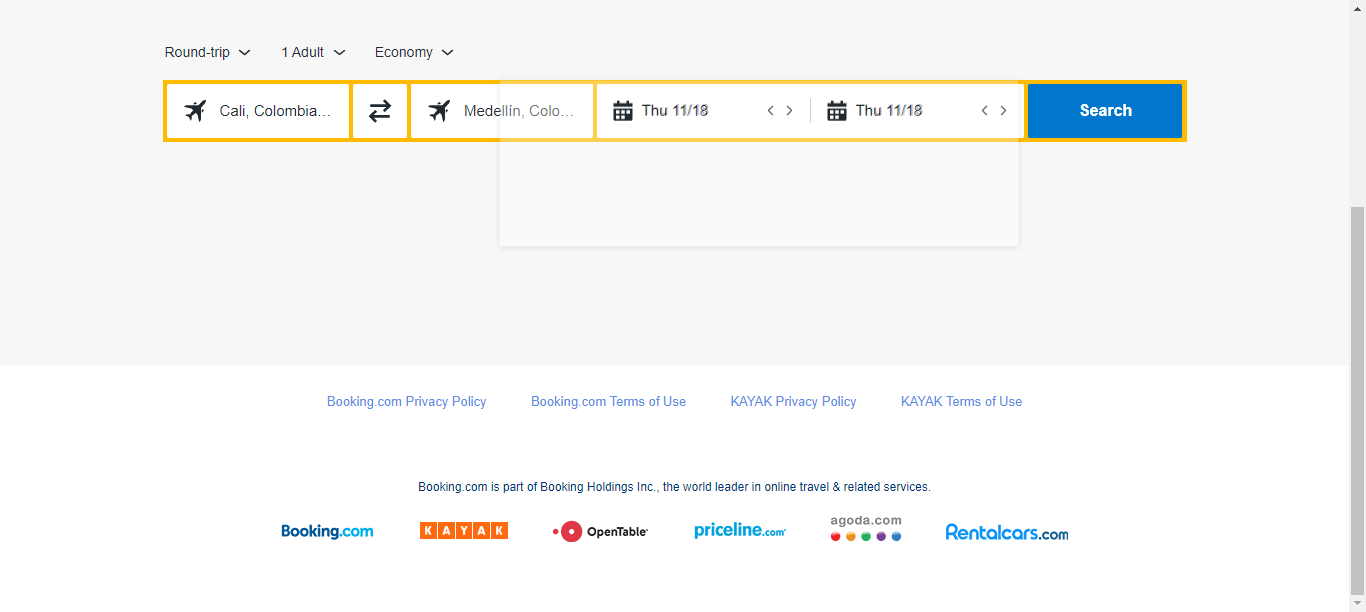 Round-trip 1 Adult Economy
Cali, Colombia... Medellín, Colo... Thu 11/18 Thu 11/18 Search
Booking.com Privacy Policy Booking.com Terms of Use KAYAK Privacy Policy KAYAK Terms of Use
Booking.com is part of Booking Holdings Inc., the world leader in online travel & related services.
Booking.com KAYAK OpenTable priceline.com agoda.com Rentalcars.com